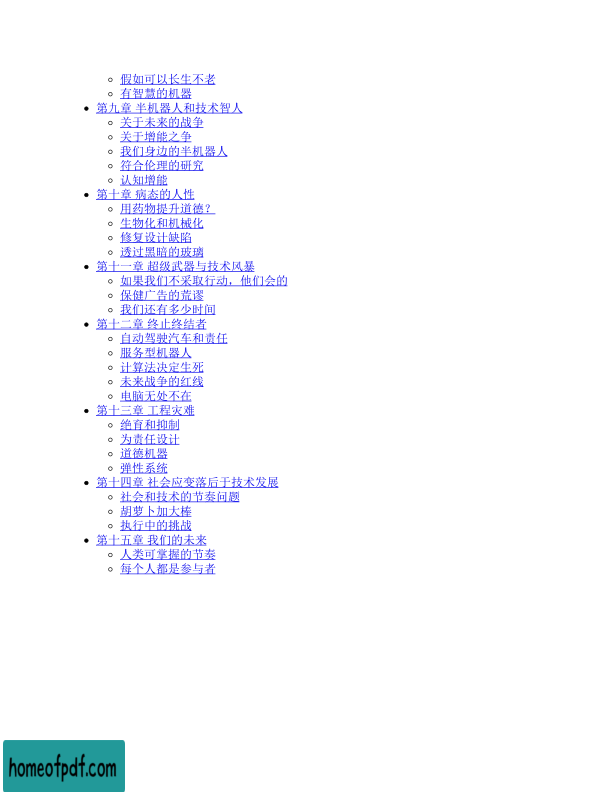 假如可以长生不老
有智慧的机器
第九章 半机器人和技术智人
关于未来的战争
关于增能之争
我们身边的半机器人
符合伦理的研究
认知增能
第十章 病态的人性
用药物提升道德？
生物化和机械化
修复设计缺陷
透过黑暗的玻璃
第十一章 超级武器与技术风暴
如果我们不采取行动，他们会的
保健广告的荒谬
我们还有多少时间
第十二章 终止终结者
自动驾驶汽车和责任
服务型机器人
计算法决定生死
未来战争的红线
电脑无处不在
第十三章 工程灾难
绝育和抑制
为责任设计
道德机器
弹性系统
第十四章 社会应变落后于技术发展
社会和技术的节奏问题
胡萝卜加大棒
执行中的挑战
第十五章 我们的未来
人类可掌握的节奏
每个人都是参与者
homeofpdf.com